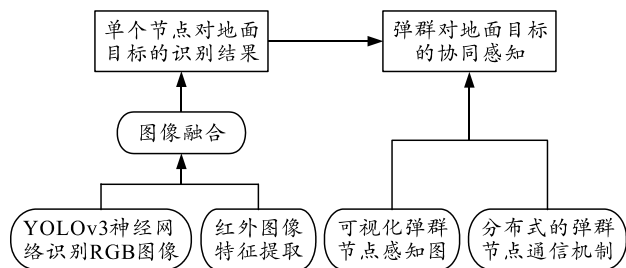 单个节点对地面
目标的识别结果
弹群对地面目标
的协同感知
图像融合
YOLOv3神经网
络识别RGB图像
红外图像
特征提取
可视化弹群
节点感知图
分布式的弹群
节点通信机制